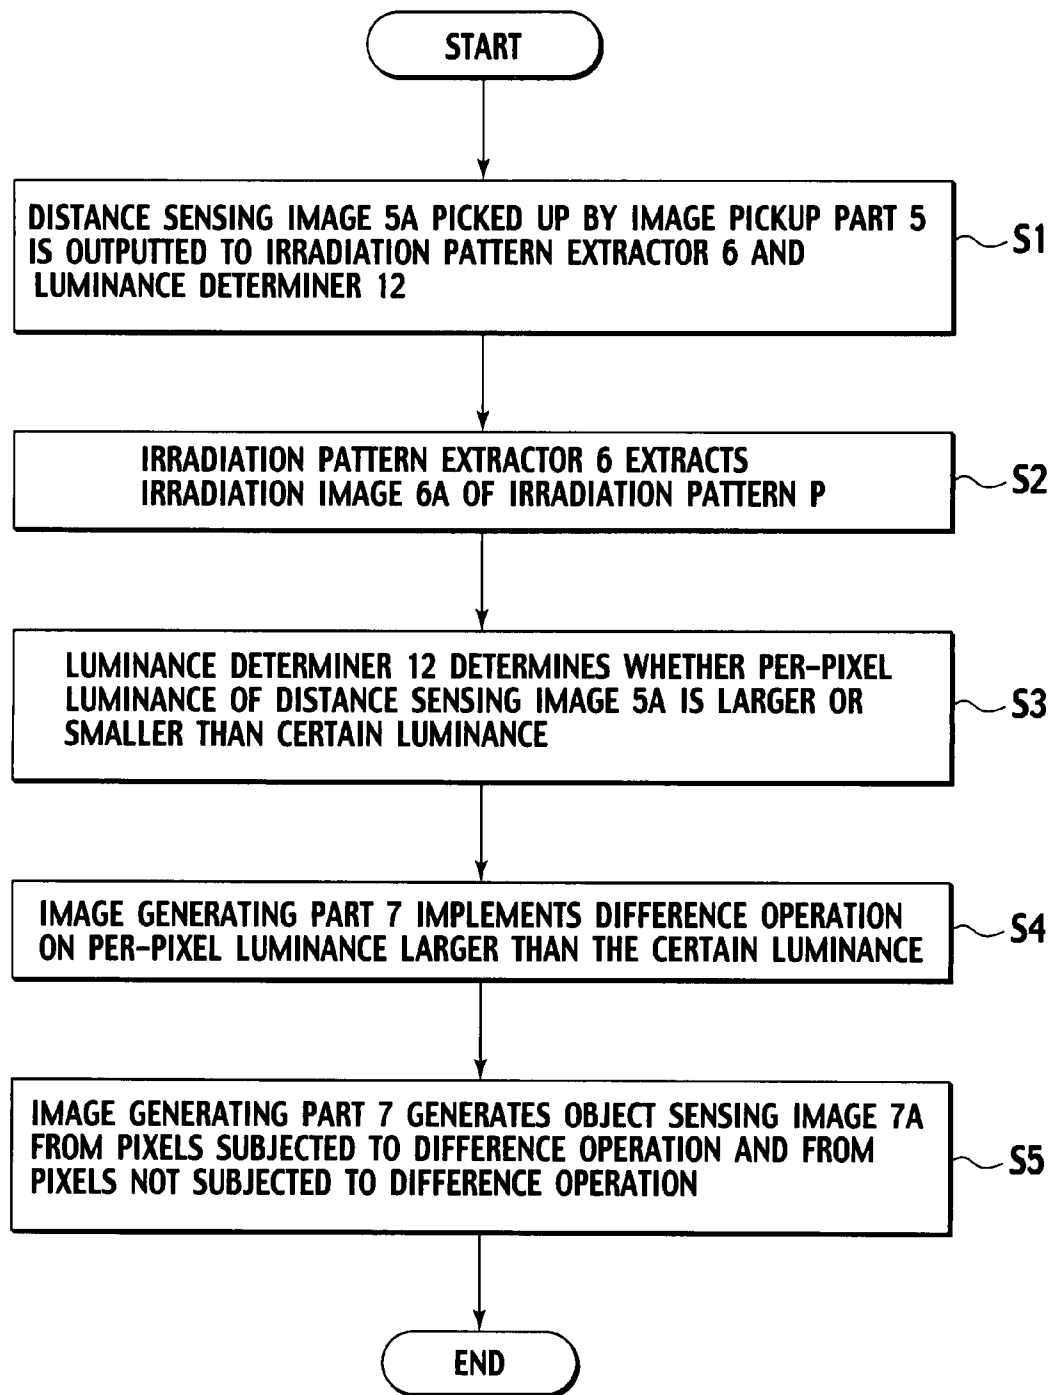 START
DISTANCE SENSING IMAGE 5A PICKED UP BY IMAGE PICKUP PART 5
IS OUTPUTTED TO IRRADIATION PATTERN EXTRACTOR 6 AND
LUMINANCE DETERMINER 12
S1
IRRADIATION PATTERN EXTRACTOR 6 EXTRACTS
IRRADIATION IMAGE 6A OF IRRADIATION PATTERN P
S2
LUMINANCE DETERMINER 12 DETERMINES WHETHER PER-PIXEL
LUMINANCE OF DISTANCE SENSING IMAGE 5A IS LARGER OR
SMALLER THAN CERTAIN LUMINANCE
S3
IMAGE GENERATING PART 7 IMPLEMENTS DIFFERENCE OPERATION
ON PER-PIXEL LUMINANCE LARGER THAN THE CERTAIN LUMINANCE
S4
IMAGE GENERATING PART 7 GENERATES OBJECT SENSING IMAGE 7A
FROM PIXELS SUBJECTED TO DIFFERENCE OPERATION AND FROM
PIXELS NOT SUBJECTED TO DIFFERENCE OPERATION
S5
END